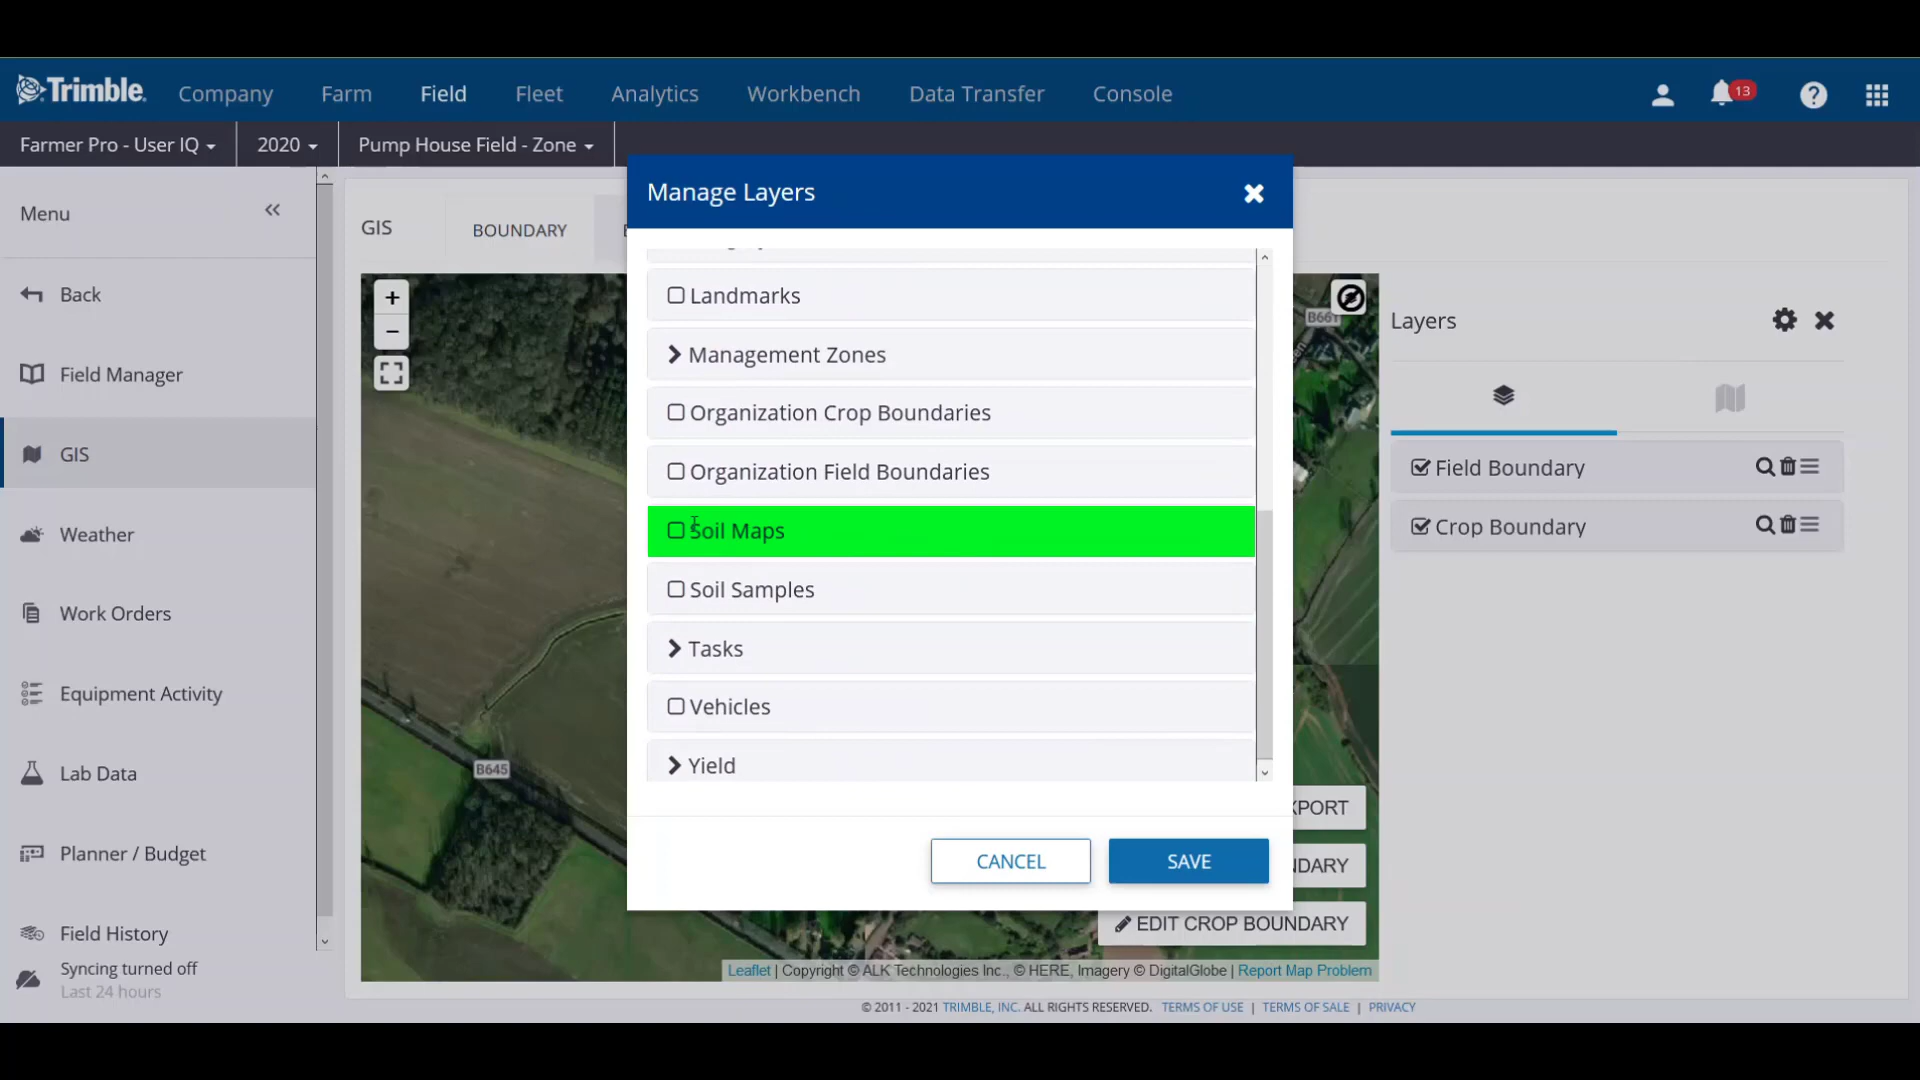 Trimble.
Company Farm Field Fleet Analytics Workbench Data Transfer Console
13
Farmer Pro - User IQ 2020 Pump House Field - Zone
Manage Layers
Menu
Back
Field Manager
GIS
Weather
Work Orders
Equipment Activity
Lab Data
Planner / Budget
Field History
Syncing turned off
Last 24 hours
GIS BOUNDARY
B645
B661
Landmarks
Management Zones
Organization Crop Boundaries
Organization Field Boundaries
Soil Maps
Soil Samples
Tasks
Vehicles
Yield
CANCEL SAVE
XPORT
NDARY
EDIT CROP BOUNDARY
Leaflet | Copyright © ALK Technologies Inc., © HERE, Imagery © DigitalGlobe | Report Map Problem
Layers
Field Boundary
Crop Boundary
© 2011 - 2021 TRIMBLE, INC. ALL RIGHTS RESERVED. TERMS OF USE | TERMS OF SALE | PRIVACY